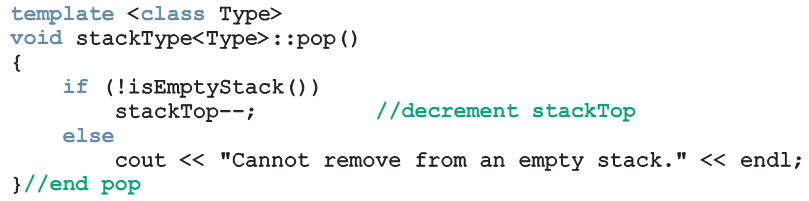 template <class Type>
void stackType<Type>::pop()
{
    if (!isEmptyStack())
        stackTop--;         //decrement stackTop
    else
        cout << "Cannot remove from an empty stack." << endl;
}//end pop